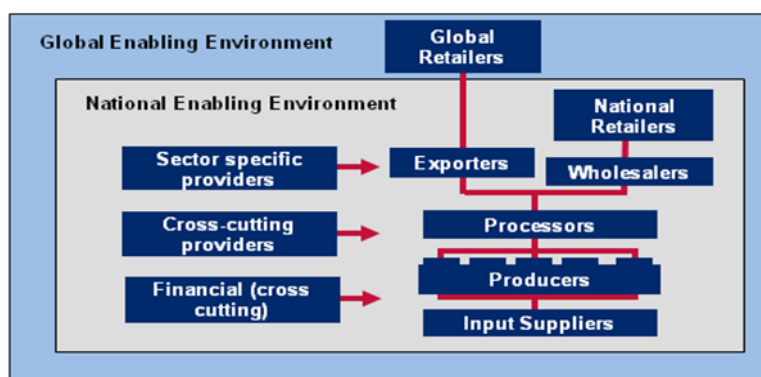 Global Enabling Environment
Global
Retailers
National Enabling Environment
National
Retailers
Sector specific
providers
Exporters
Wholesalers
Cross-cutting
providers
Processors
Financial (cross
cutting)
Producers
Input Suppliers